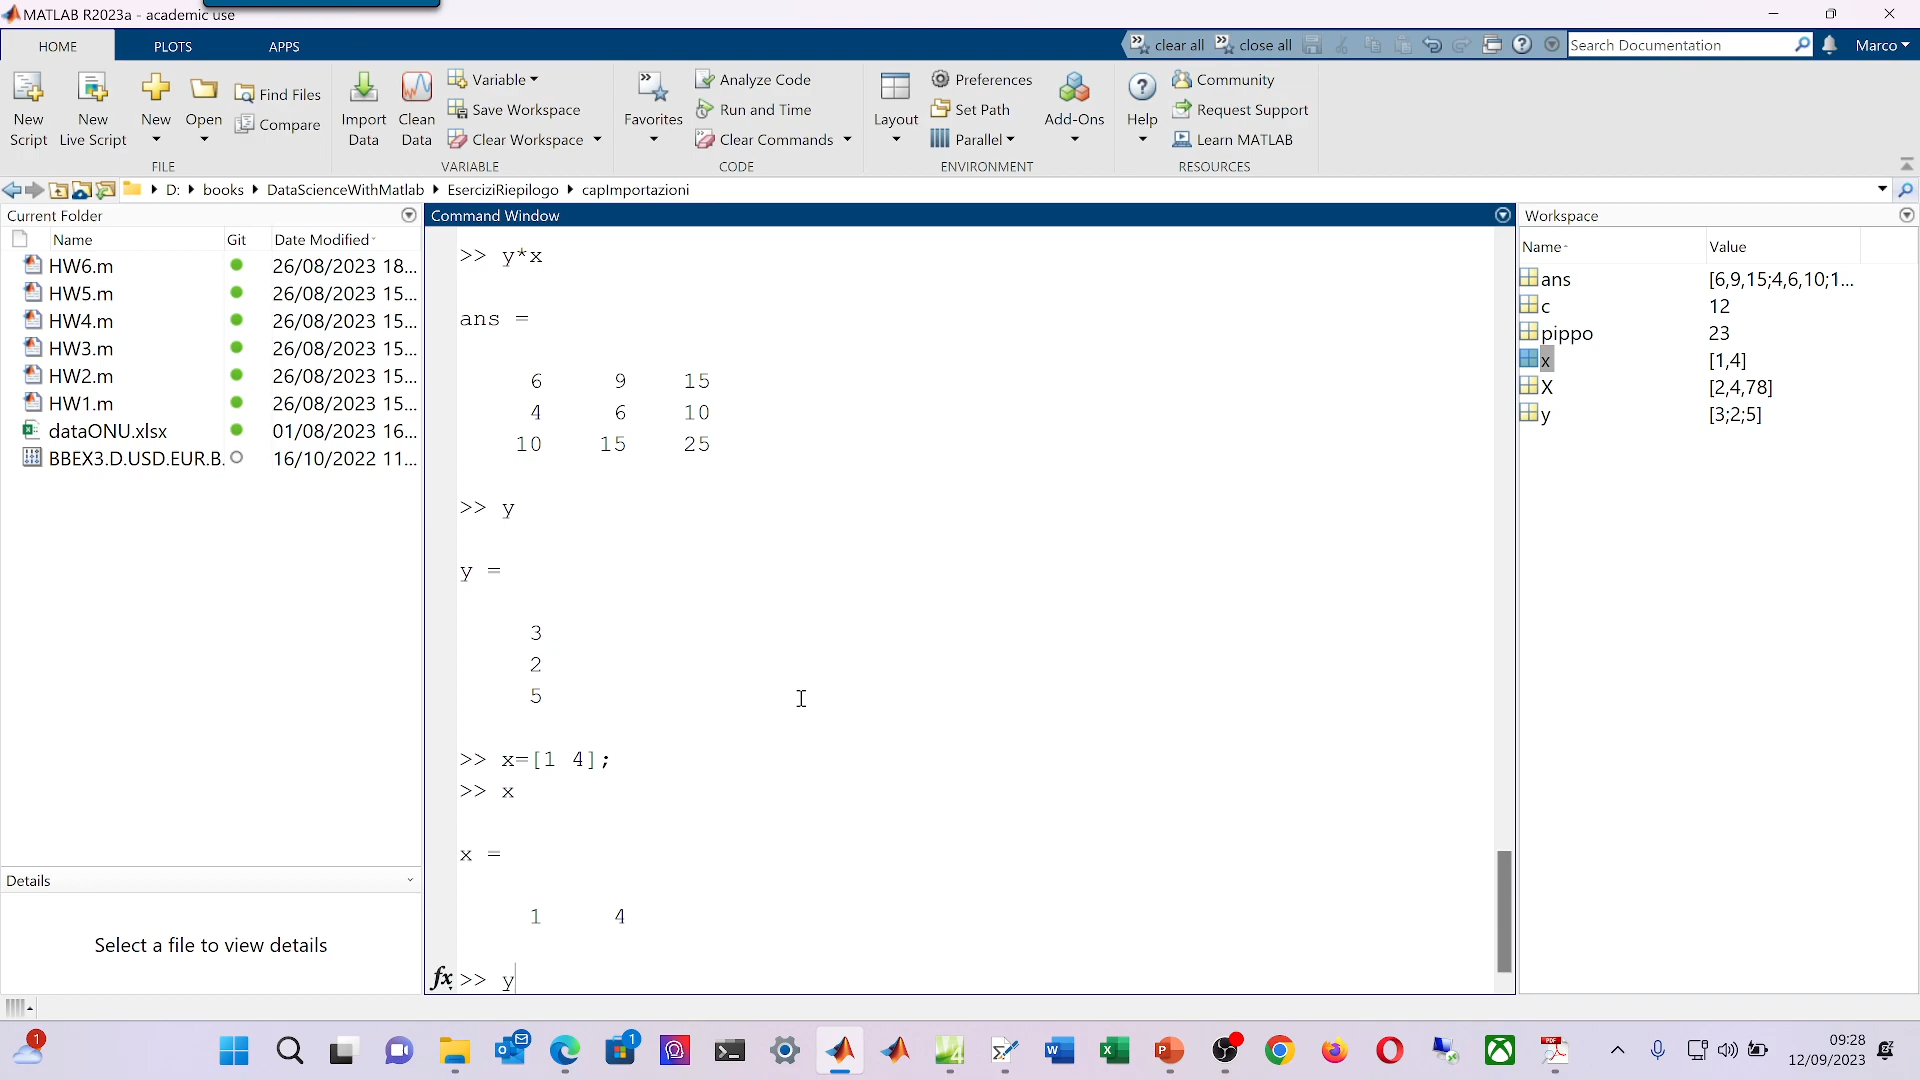 MATLAB R2023a - academic use
HOME PLOTS APPS
clear all close all Search Documentation Marco
New Script
New Live Script
New
Open
Find Files
Compare
FILE
Import Data
Clean Data
Variable
Save Workspace
Clear Workspace
VARIABLE
Favorites
Analyze Code
Run and Time
Clear Commands
CODE
Layout
Preferences
Set Path
Parallel
Add-Ons
ENVIRONMENT
Help
Community
Request Support
Learn MATLAB
RESOURCES
D: books DataScienceWithMatlab EserciziRiepilogo capImportazioni
Current Folder
Name Git Date Modified
HW6.m 26/08/2023 18...
HW5.m 26/08/2023 15...
HW4.m 26/08/2023 15...
HW3.m 26/08/2023 15...
HW2.m 26/08/2023 15...
HW1.m 26/08/2023 15...
dataONU.xlsx 01/08/2023 16...
BBEX3.D.USD.EUR.B. 16/10/2022 11...
Details
Select a file to view details
Command Window
>> y*x
ans =
6 9 15
4 6 10
10 15 25
>> y
y =
3
2
5
>> x=[1 4];
>> x
x =
1 4
fx >> y
Workspace
Name Value
ans [6,9,15;4,6,10;1...
c 12
pippo 23
x [1,4]
X [2,4,78]
y [3;2;5]
1
1
09:28
12/09/2023